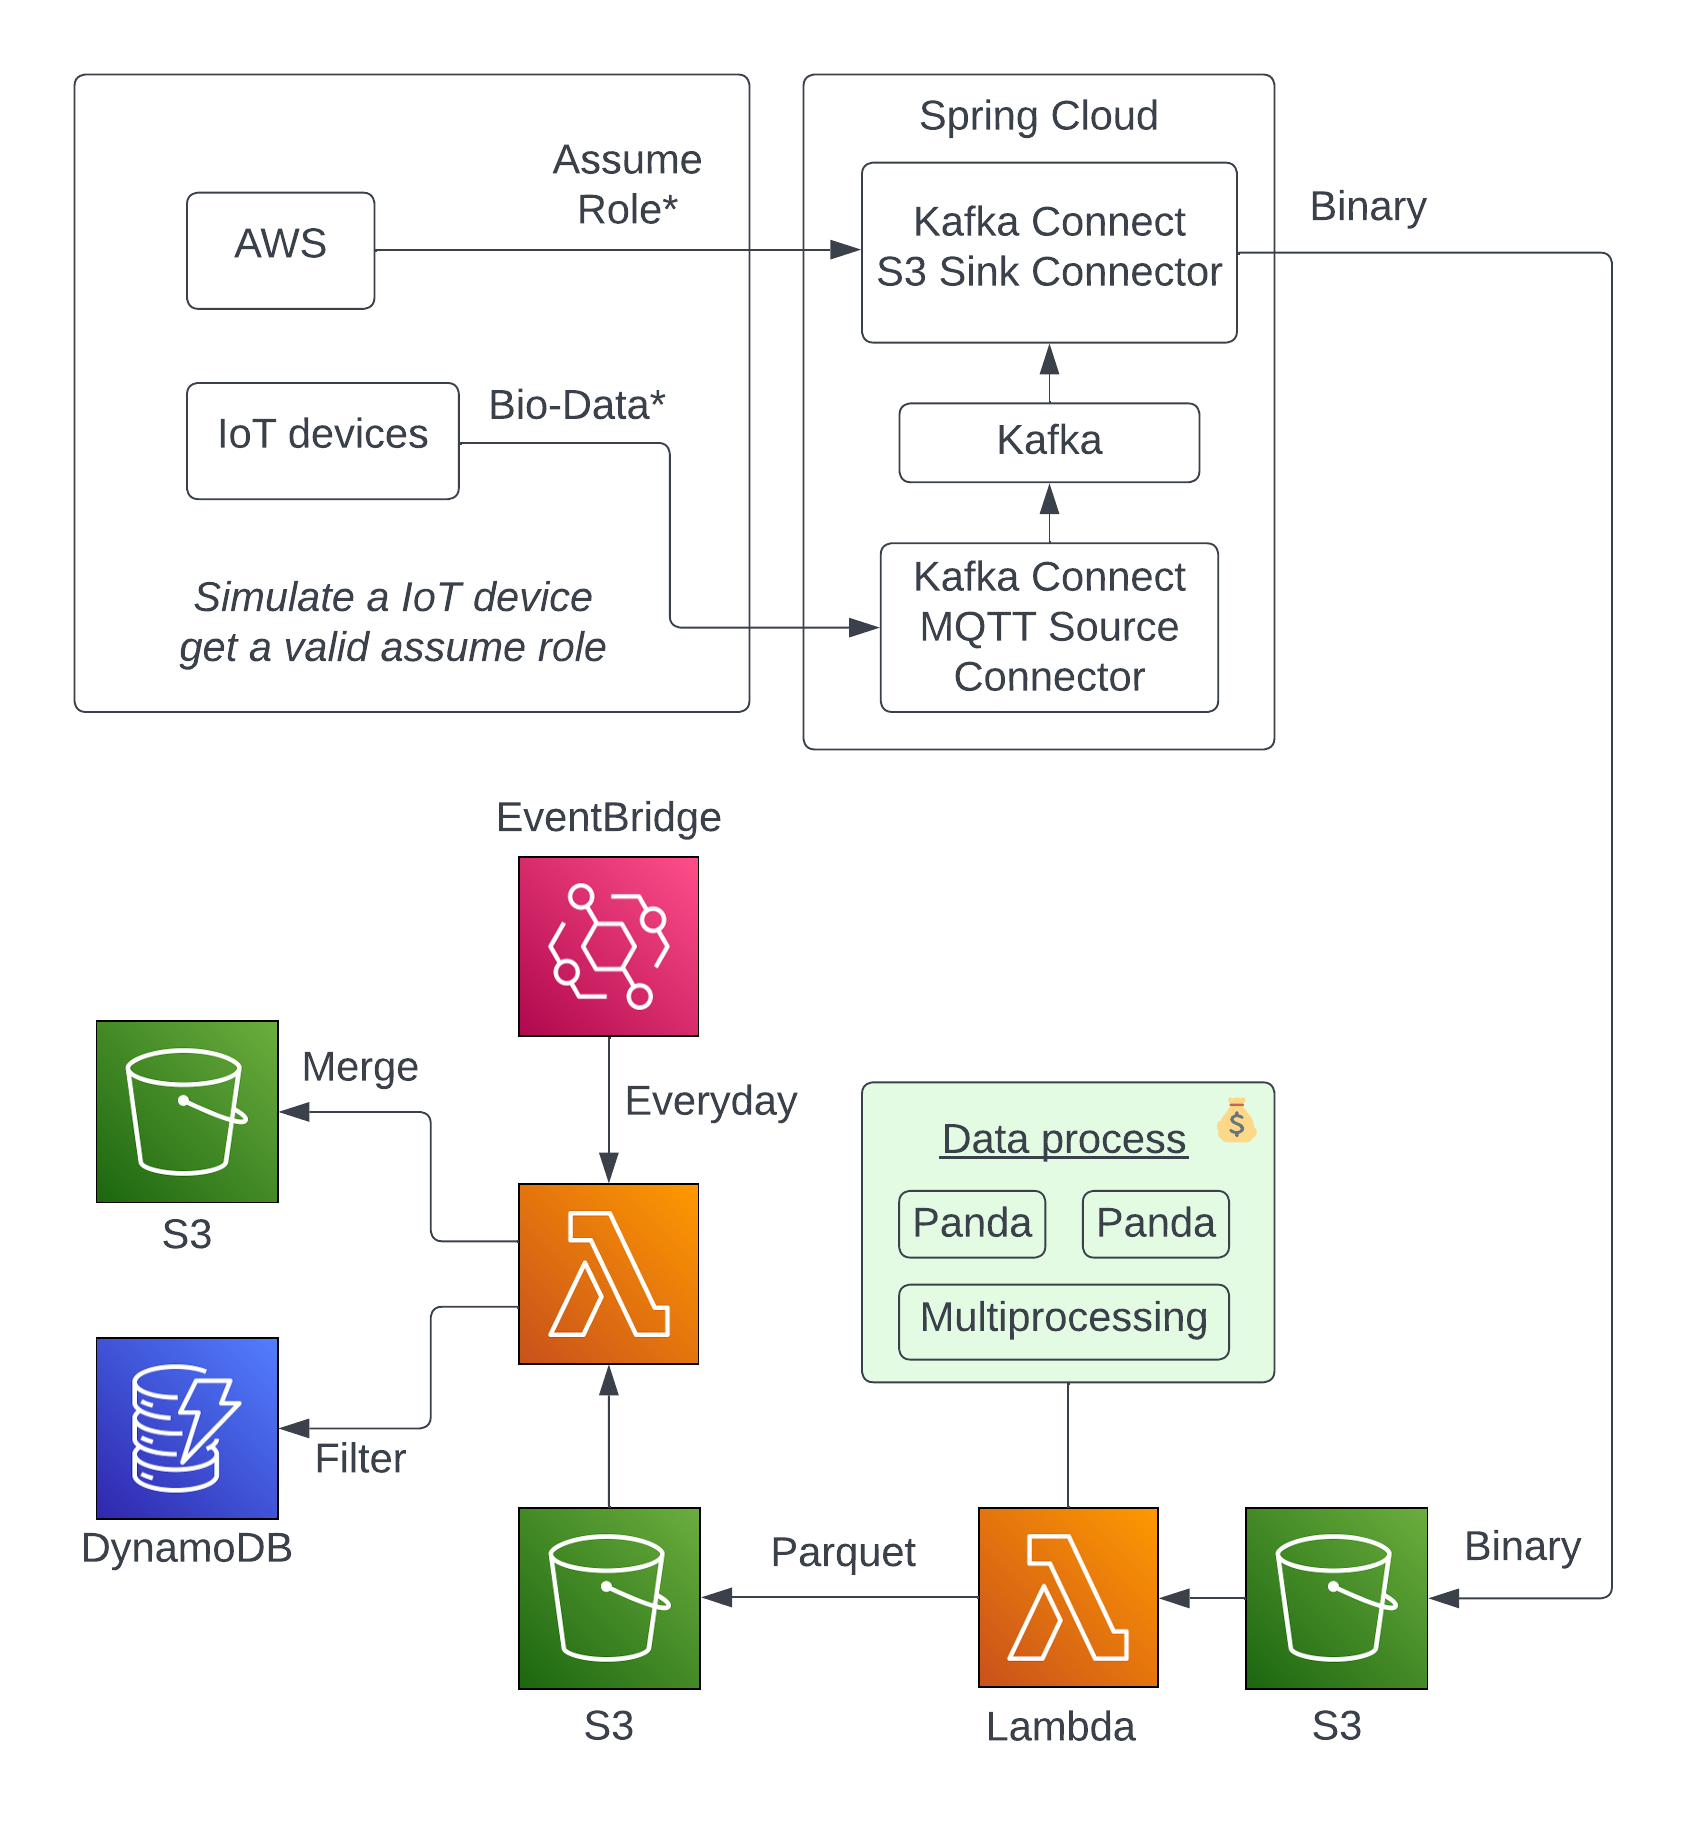 Spring Cloud
Assume
Role*
AWS
Kafka Connect
S3 Sink Connector
Binary
IoT devices
Bio-Data*
Kafka
Simulate a IoT device
get a valid assume role
Kafka Connect
MQTT Source
Connector
EventBridge
Merge
Everyday
S3
Data process
$
Panda
Panda
Multiprocessing
Filter
DynamoDB
Parquet
Binary
S3
Lambda
S3